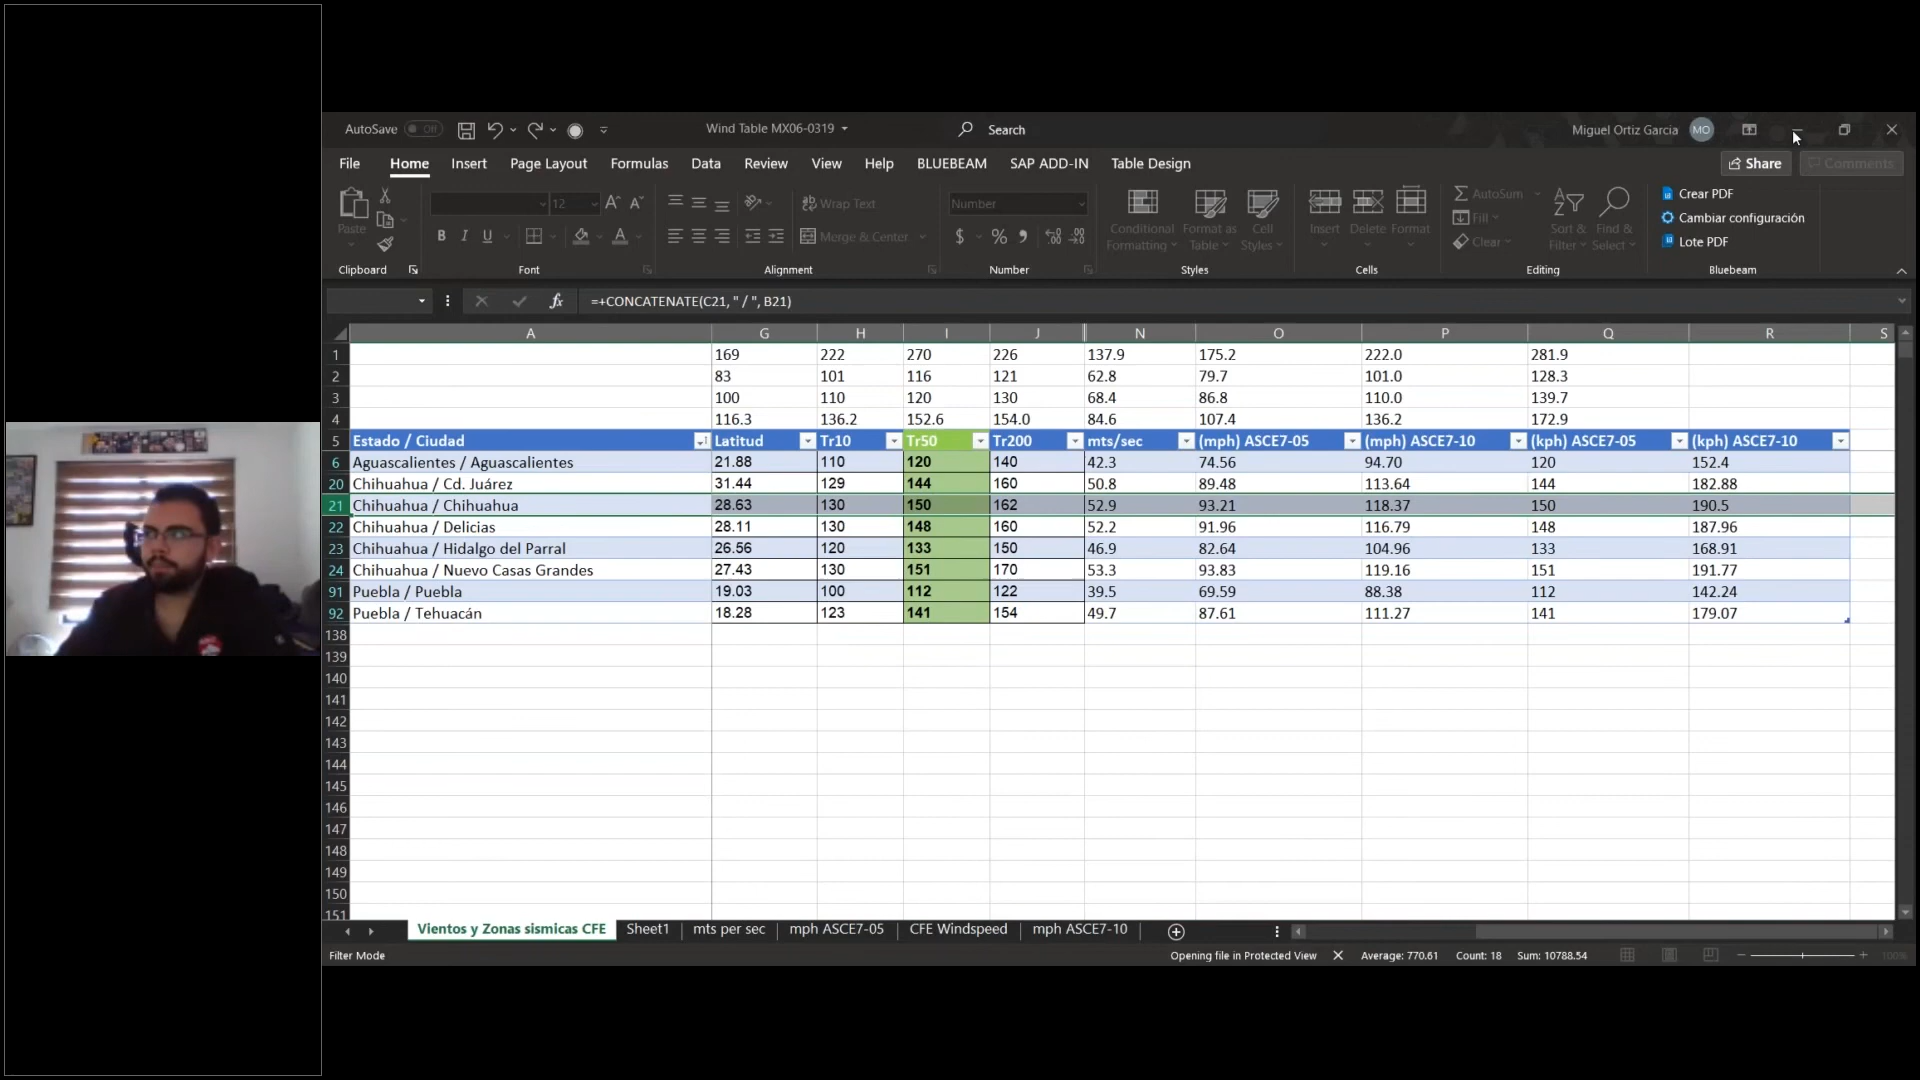 AutoSave Off Wind Table MX06-0319 Search Miguel Ortiz Garcia MO
File Home Insert Page Layout Formulas Data Review View Help BLUEBEAM SAP ADD-IN Table Design Share Comments
Paste 12 A A Wrap Text Number Conditional Formatting Format as Table Cell Styles Insert Delete Format AutoSum Sort & Filter Find & Select Crear PDF
Fill Cambiar configuración
B I U A Merge & Center $ % Clear Lote PDF
Clipboard Font Alignment Number Styles Cells Editing Bluebeam
fx =+CONCATENATE(C21, " / ", B21)
A G H I J N O P Q R S
1 169 222 270 226 137.9 175.2 222.0 281.9
2 83 101 116 121 62.8 79.7 101.0 128.3
3 100 110 120 130 68.4 86.8 110.0 139.7
4 116.3 136.2 152.6 154.0 84.6 107.4 136.2 172.9
5 Estado / Ciudad Latitud Tr10 Tr50 Tr200 mts/sec (mph) ASCE7-05 (mph) ASCE7-10 (kph) ASCE7-05 (kph) ASCE7-10
6 Aguascalientes / Aguascalientes 21.88 110 120 140 42.3 74.56 94.70 120 152.4
20 Chihuahua / Cd. Juárez 31.44 129 144 160 50.8 89.48 113.64 144 182.88
21 Chihuahua / Chihuahua 28.63 130 150 162 52.9 93.21 118.37 150 190.5
22 Chihuahua / Delicias 28.11 130 148 160 52.2 91.96 116.79 148 187.96
23 Chihuahua / Hidalgo del Parral 26.56 120 133 150 46.9 82.64 104.96 133 168.91
24 Chihuahua / Nuevo Casas Grandes 27.43 130 151 170 53.3 93.83 119.16 151 191.77
91 Puebla / Puebla 19.03 100 112 122 39.5 69.59 88.38 112 142.24
92 Puebla / Tehuacán 18.28 123 141 154 49.7 87.61 111.27 141 179.07
138
139
140
141
142
143
144
145
146
147
148
149
150
151
Vientos y Zonas sismicas CFE Sheet1 mts per sec mph ASCE7-05 CFE Windspeed mph ASCE7-10
Filter Mode Opening file in Protected View Average: 770.61 Count: 18 Sum: 10788.54 100%